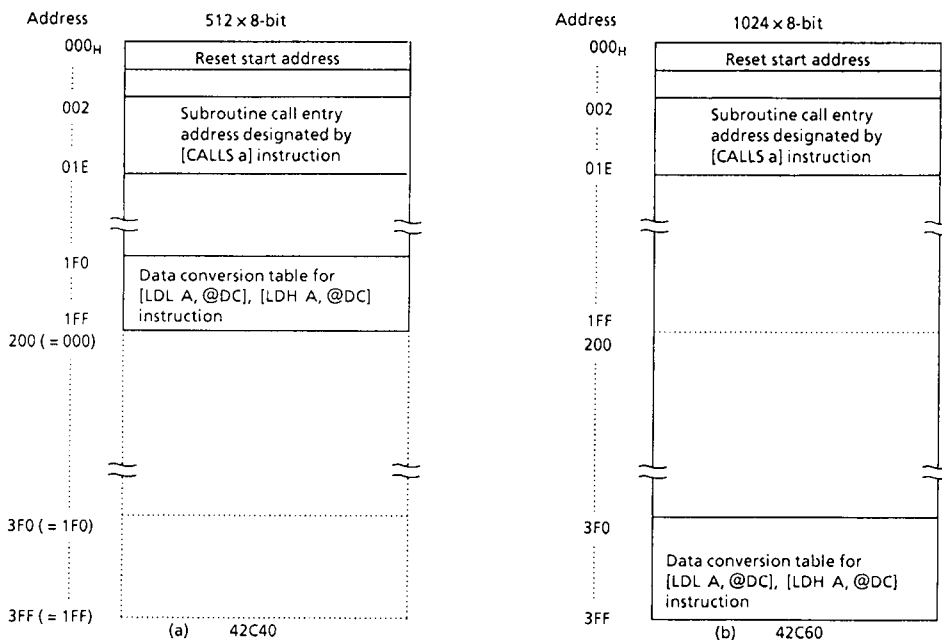 Address
512 × 8-bit
000H
Reset start address
002
Subroutine call entry
address designated by
[CALLS a] instruction
01E
1F0
Data conversion table for
[LDL A, @DC], [LDH A, @DC]
instruction
1FF
200 ( = 000)
3F0 ( = 1F0)
3FF ( = 1FF)
(a) 42C40
Address
1024 × 8-bit
000H
Reset start address
002
Subroutine call entry
address designated by
[CALLS a] instruction
01E
1FF
200
3F0
Data conversion table for
[LDL A, @DC], [LDH A, @DC]
instruction
3FF
(b) 42C60